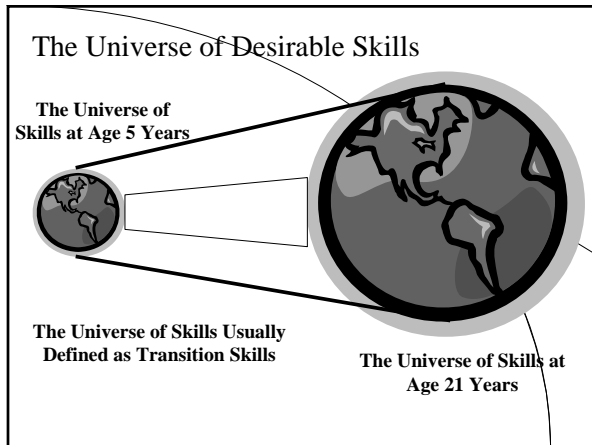 The Universe of Desirable Skills
The Universe of
Skills at Age 5 Years
The Universe of Skills Usually
Defined as Transition Skills
The Universe of Skills at
Age 21 Years